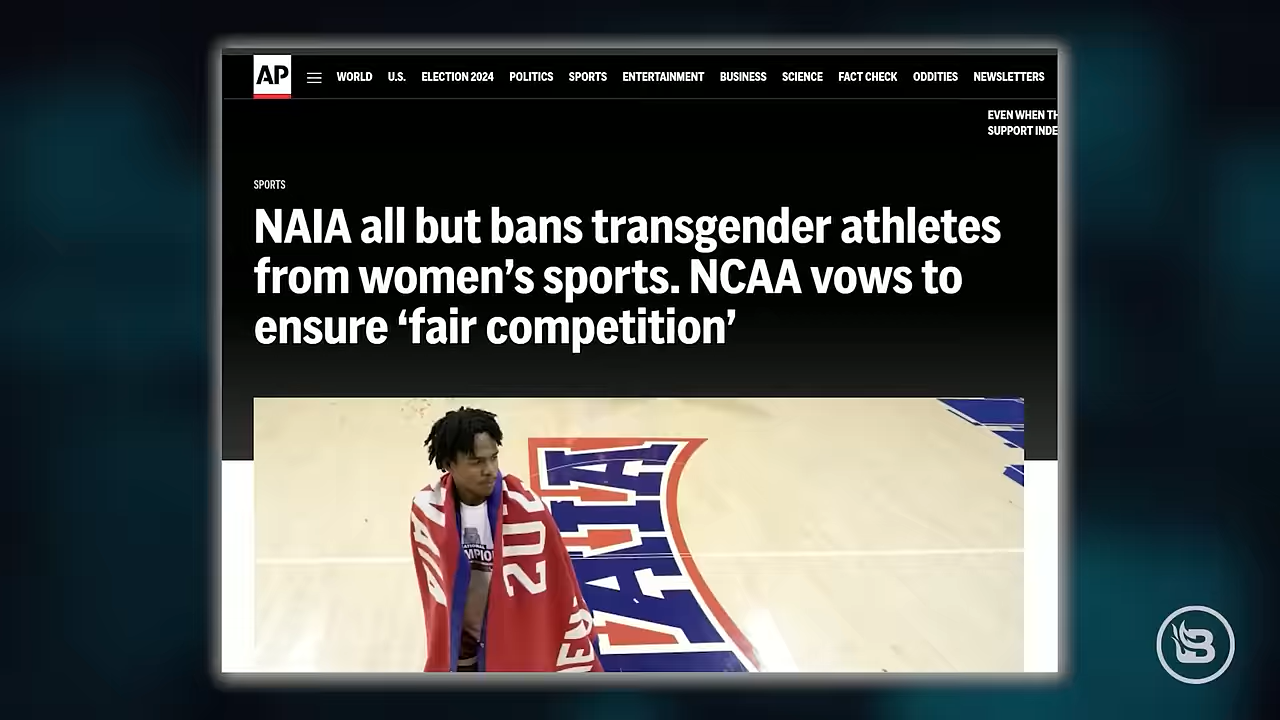 AP
WORLD U.S. ELECTION 2024 POLITICS SPORTS ENTERTAINMENT BUSINESS SCIENCE FACT CHECK ODDITIES NEWSLETTERS
EVEN WHEN TH
SUPPORT INDE
SPORTS
NAIA all but bans transgender athletes
from women’s sports. NCAA vows to
ensure ‘fair competition’
NAIA
B